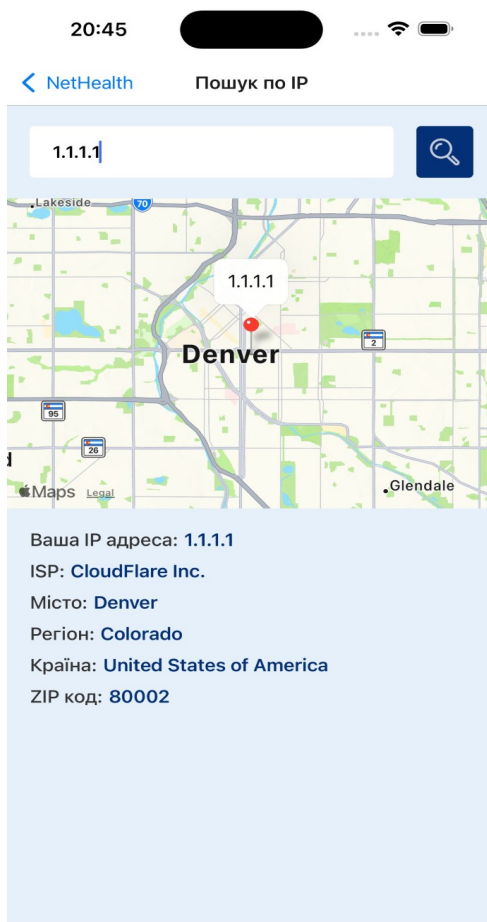 20:45
NetHealth
Пошук по IP
1.1.1.1
Lakeside
70
1.1.1.1
Denver
2
95
26
Maps Legal
Glendale
Ваша IP адреса: 1.1.1.1
ISP: CloudFlare Inc.
Місто: Denver
Регіон: Colorado
Країна: United States of America
ZIP код: 80002